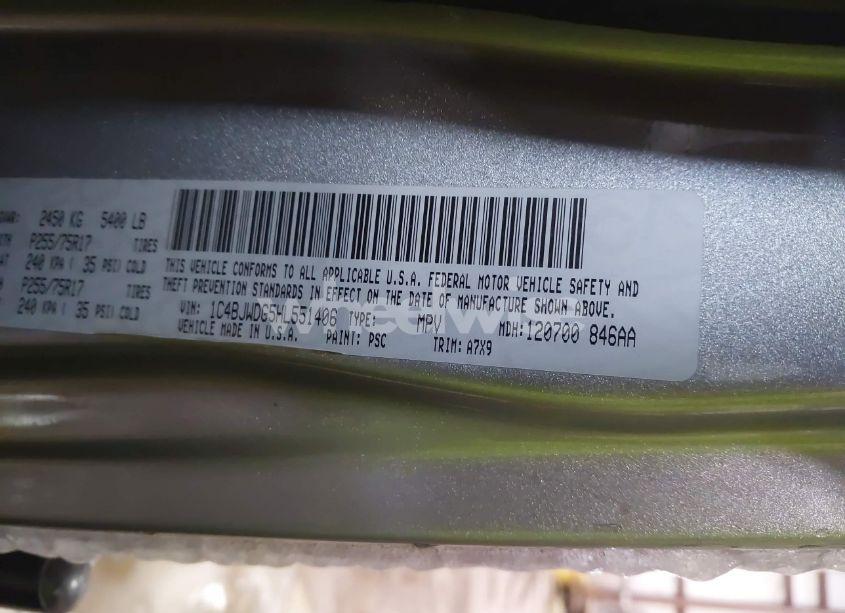 GVWR: 2450 KG 5400 LB
P255/75R17 TIRES
240 KPA ( 35 PSI) COLD
P255/75R17 TIRES
240 KPA ( 35 PSI) COLD
THIS VEHICLE CONFORMS TO ALL APPLICABLE U.S.A. FEDERAL MOTOR VEHICLE SAFETY AND
THEFT PREVENTION STANDARDS IN EFFECT ON THE DATE OF MANUFACTURE SHOWN ABOVE.
VIN: 1C4BJWDG5HL551406 TYPE: MPV MDH: 120700 846AA
VEHICLE MADE IN U.S.A. PAINT: PSC TRIM: A7X9